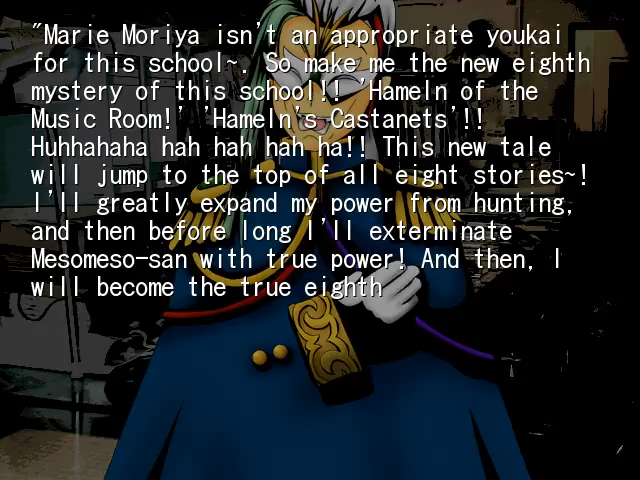 "Marie Moriya isn't an appropriate youkai
for this school~. So make me the new eighth
mystery of this school!! 'Hameln of the
Music Room!' 'Hameln's Castanets'!!
Huhhahaha hah hah hah ha!! This new tale
will jump to the top of all eight stories~!
I'll greatly expand my power from hunting,
and then before long I'll exterminate
Mesomeso-san with true power! And then, I
will become the true eighth